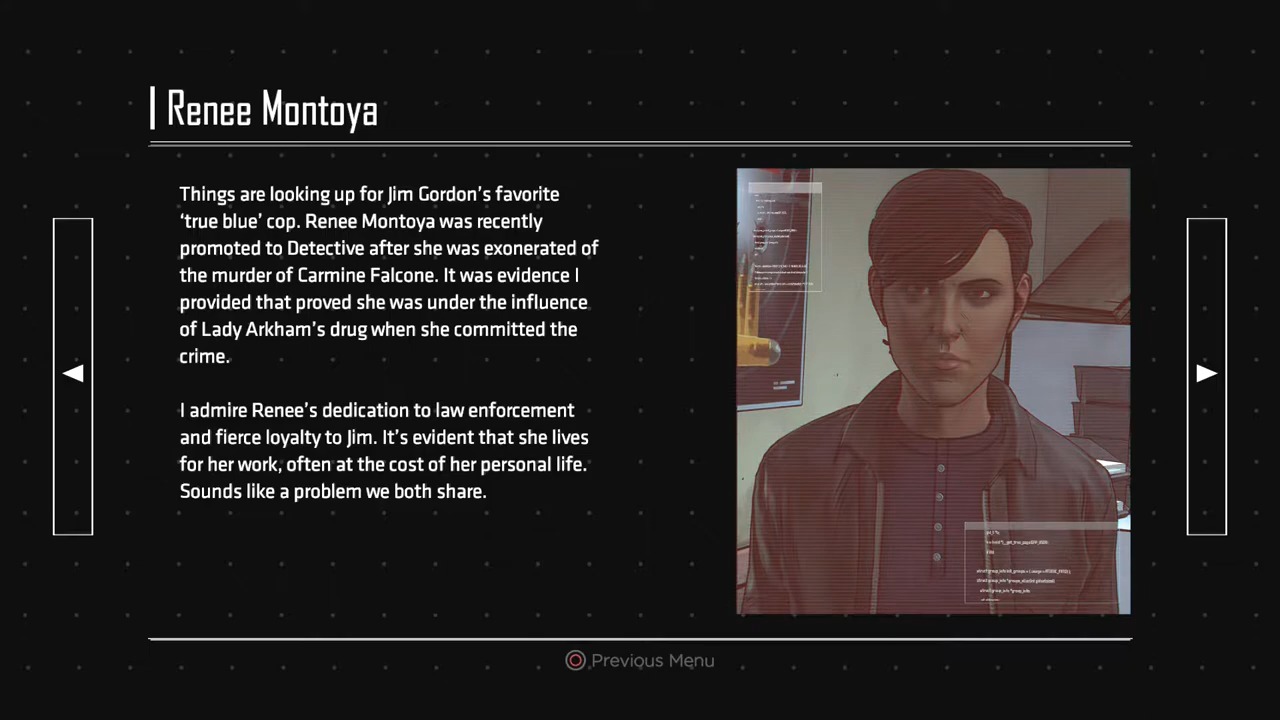 Renee Montoya
Things are looking up for Jim Gordon's favorite
'true blue' cop. Renee Montoya was recently
promoted to Detective after she was exonerated of
the murder of Carmine Falcone. It was evidence I
provided that proved she was under the influence
of Lady Arkham's drug when she committed the
crime.
I admire Renee's dedication to law enforcement
and fierce loyalty to Jim. It's evident that she lives
for her work, often at the cost of her personal life.
Sounds like a problem we both share.
Previous Menu